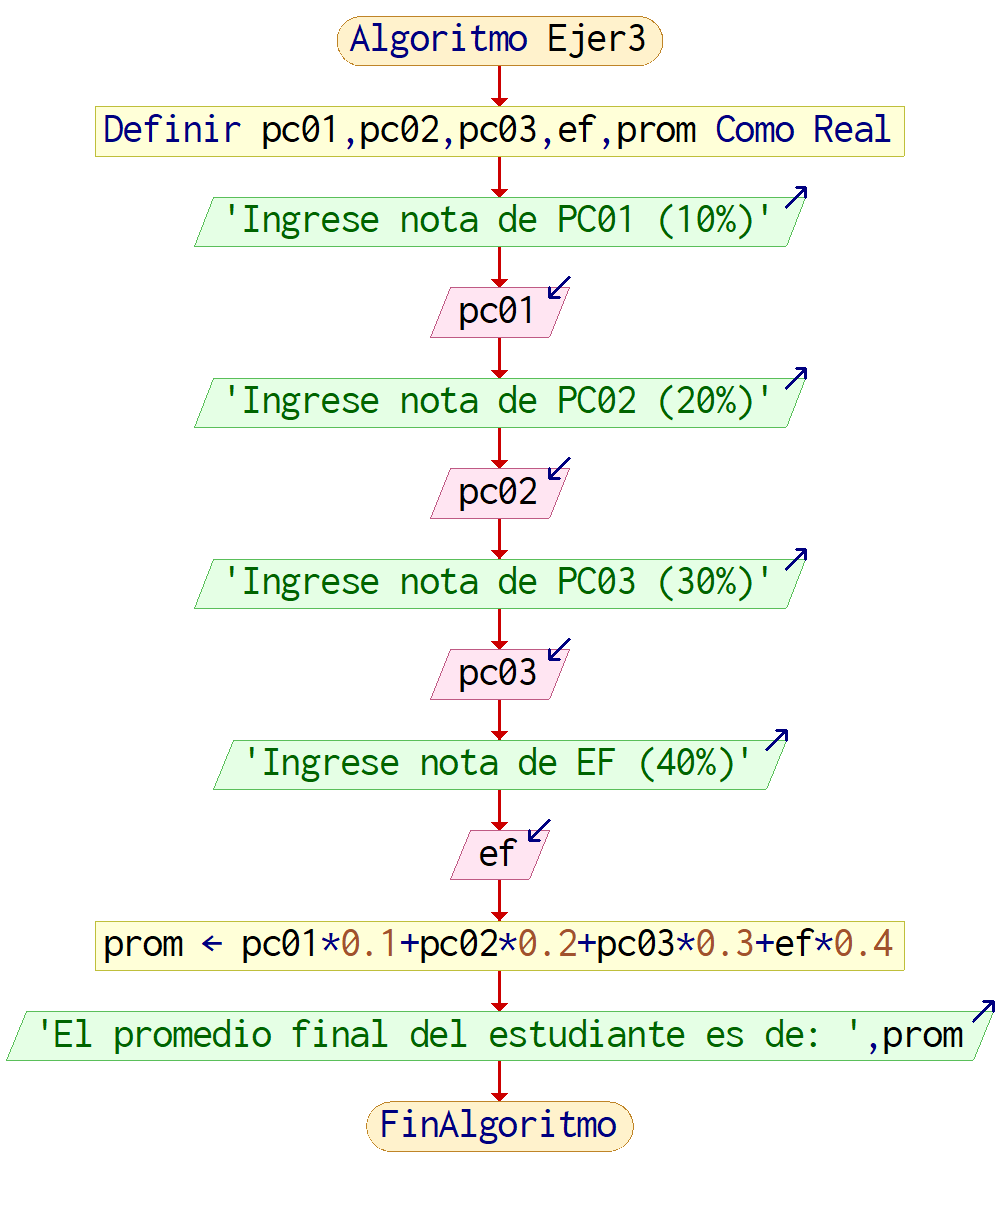 Algoritmo Ejer3
Definir pc01,pc02,pc03,ef,prom Como Real
'Ingrese nota de PC01 (10%)'
pc01
'Ingrese nota de PC02 (20%)'
pc02
'Ingrese nota de PC03 (30%)'
pc03
'Ingrese nota de EF (40%)'
ef
prom ← pc01*0.1+pc02*0.2+pc03*0.3+ef*0.4
'El promedio final del estudiante es de: ',prom
FinAlgoritmo